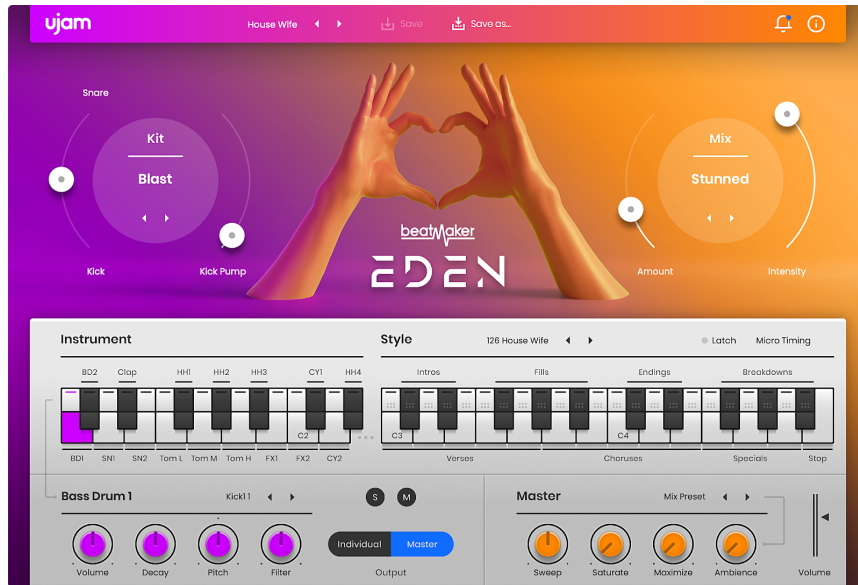 ujam
House Wife
Save
Save as...
Snare
Kit
Blast
Kick
Kick Pump
beatMaker
EDEN
Mix
Stunned
Amount
Intensity
Instrument
Style
126 House Wife
Latch
Micro Timing
BD2 Clap HH1 HH2 HH3 CY1 HH4
Intros Fills Endings Breakdowns
C2
C3
C4
BD1 SN1 SN2 Tom L Tom M Tom H FX1 FX2 CY2
Verses Choruses Specials Stop
Bass Drum 1
Kick1 1
S
M
Master
Mix Preset
Individual
Master
Volume
Decay
Pitch
Filter
Output
Sweep
Saturate
Maximize
Ambience
Volume